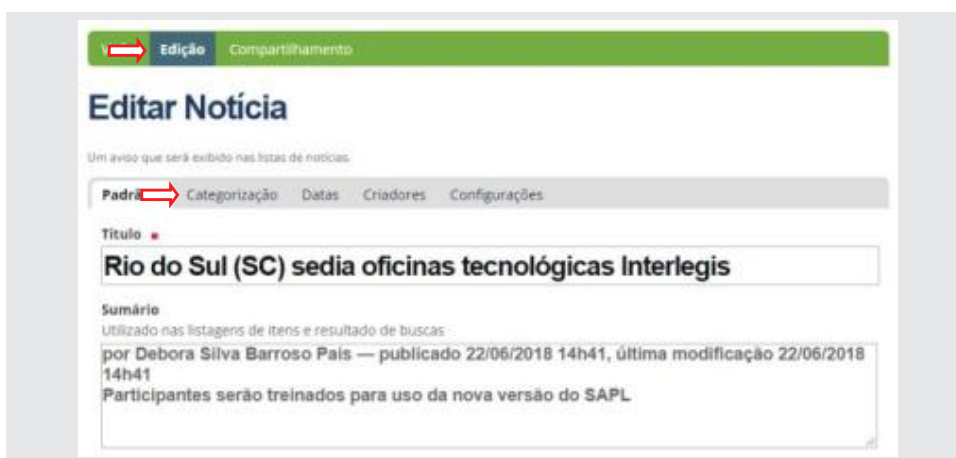 Edição Compartilhamento
Editar Notícia
Um aviso que será exibido nas listas de notícias.
Categorização Datas Criadores Configurações
Título
Rio do Sul (SC) sedia oficinas tecnológicas Interlegis
Sumário
Utilizado nas listagens de itens e resultado de buscas
por Debora Silva Barroso Pais — publicado 22/06/2018 14h41, última modificação 22/06/2018
14h41
Participantes serão treinados para uso da nova versão do SAPL